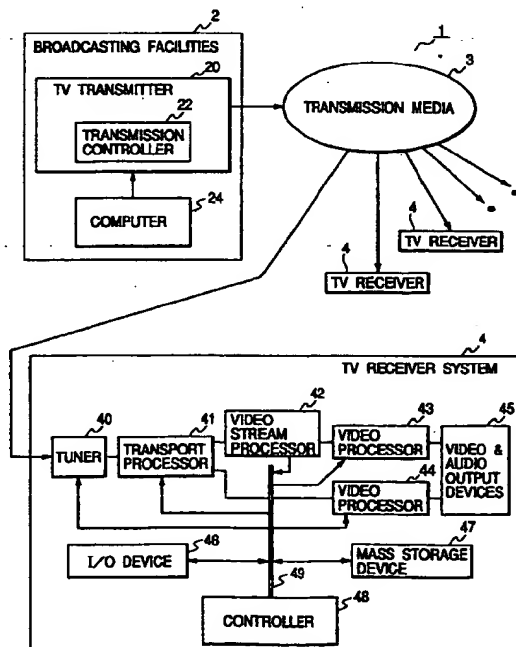 2
BROADCASTING FACILITIES
20
TV TRANSMITTER
22
TRANSMISSION
CONTROLLER
24
COMPUTER
1
3
TRANSMISSION MEDIA
4
TV RECEIVER
4
TV RECEIVER
4
TV RECEIVER SYSTEM
40
TUNER
41
TRANSPORT
PROCESSOR
42
VIDEO
STREAM
PROCESSOR
43
VIDEO
PROCESSOR
44
VIDEO
PROCESSOR
45
VIDEO &
AUDIO
OUTPUT
DEVICES
46
I/O DEVICE
47
MASS STORAGE
DEVICE
49
48
CONTROLLER